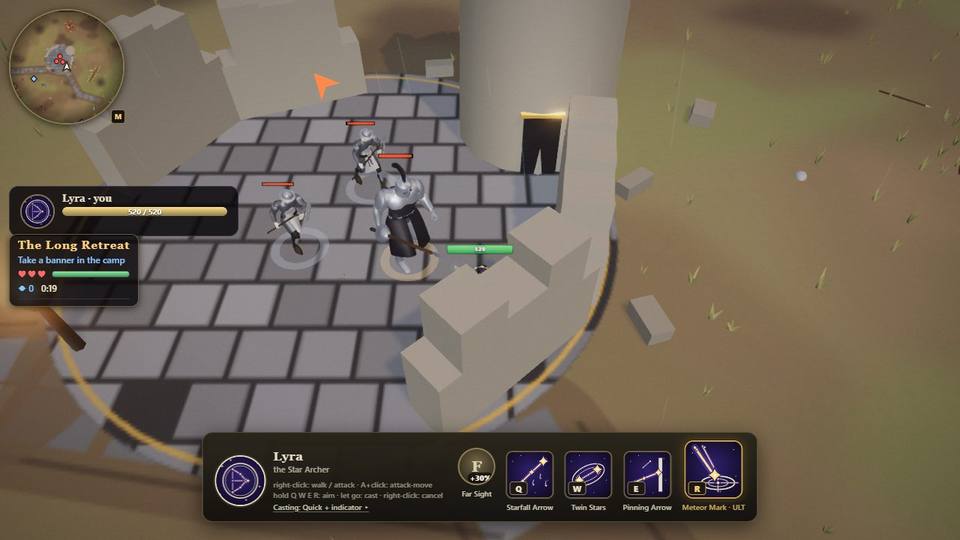 M
Lyra · you
520 / 520
The Long Retreat
Take a banner in the camp
0 0:19
520
Lyra
the Star Archer
right-click: walk / attack · A+click: attack-move
hold Q W E R: aim · let go: cast · right-click: cancel
Casting: Quick + indicator
F
+30%
Far Sight
Q
Starfall Arrow
W
Twin Stars
E
Pinning Arrow
R
Meteor Mark · ULT